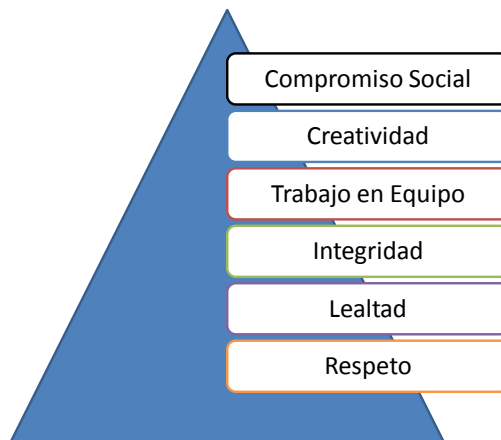 Compromiso Social
Creatividad
Trabajo en Equipo
Integridad
Lealtad
Respeto